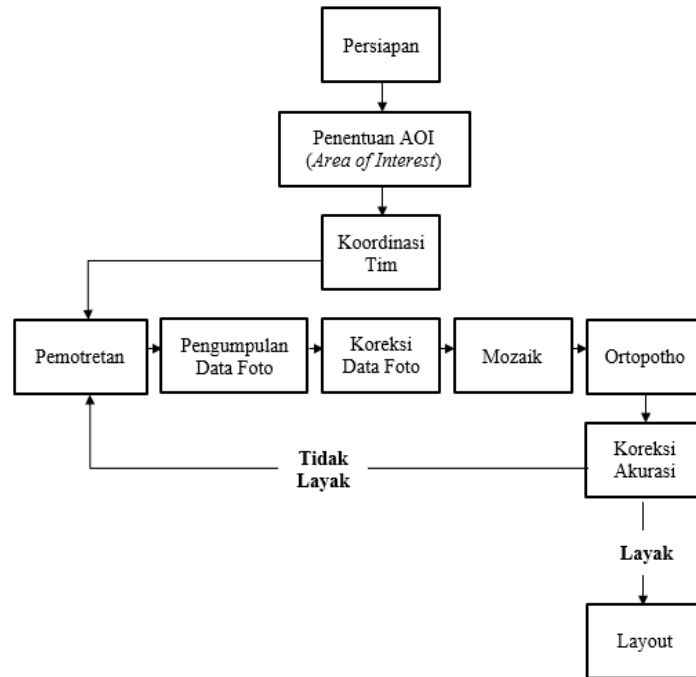 Persiapan
Penentuan AOI
(Area of Interest)
Koordinasi
Tim
Pemotretan
Pengumpulan
Data Foto
Koreksi
Data Foto
Mozaik
Ortopotho
Koreksi
Akurasi
Tidak
Layak
Layak
Layout